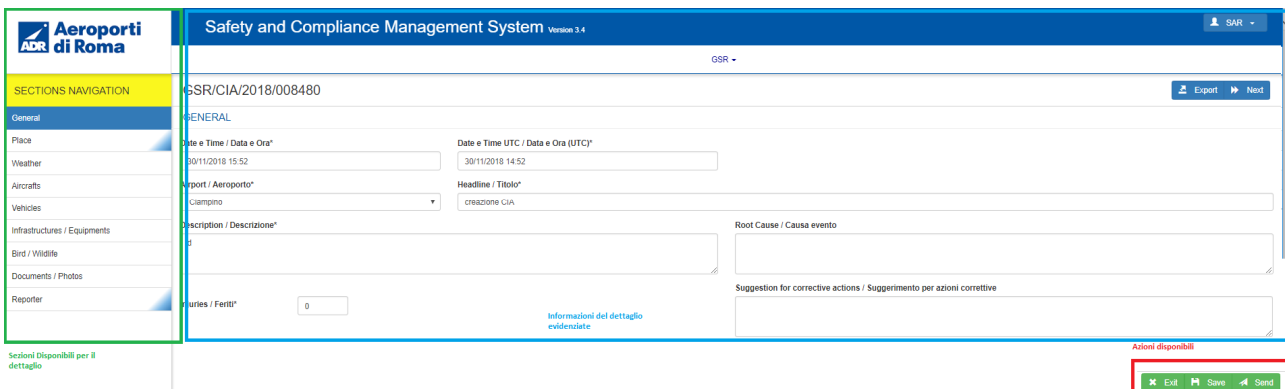 Aeroporti
ADR di Roma
Safety and Compliance Management System Version 3.4
SAR
GSR
SECTIONS NAVIGATION
General
Place
Weather
Aircrafts
Vehicles
Infrastructures / Equipments
Bird / Wildlife
Documents / Photos
Reporter
GSR/CIA/2018/008480
Export Next
GENERAL
Date e Time / Data e Ora*
Date e Time UTC / Data e Ora (UTC)*
30/11/2018 15:52
30/11/2018 14:52
Airport / Aeroporto*
Headline / Titolo*
Ciampino
creazione CIA
Description / Descrizione*
Root Cause / Causa evento
Suggestion for corrective actions / Suggerimento per azioni correttive
Injuries / Feriti*
0
Informazioni del dettaglio
evidenziate
Sezioni Disponibili per il
dettaglio
Azioni disponibili
Exit Save Send